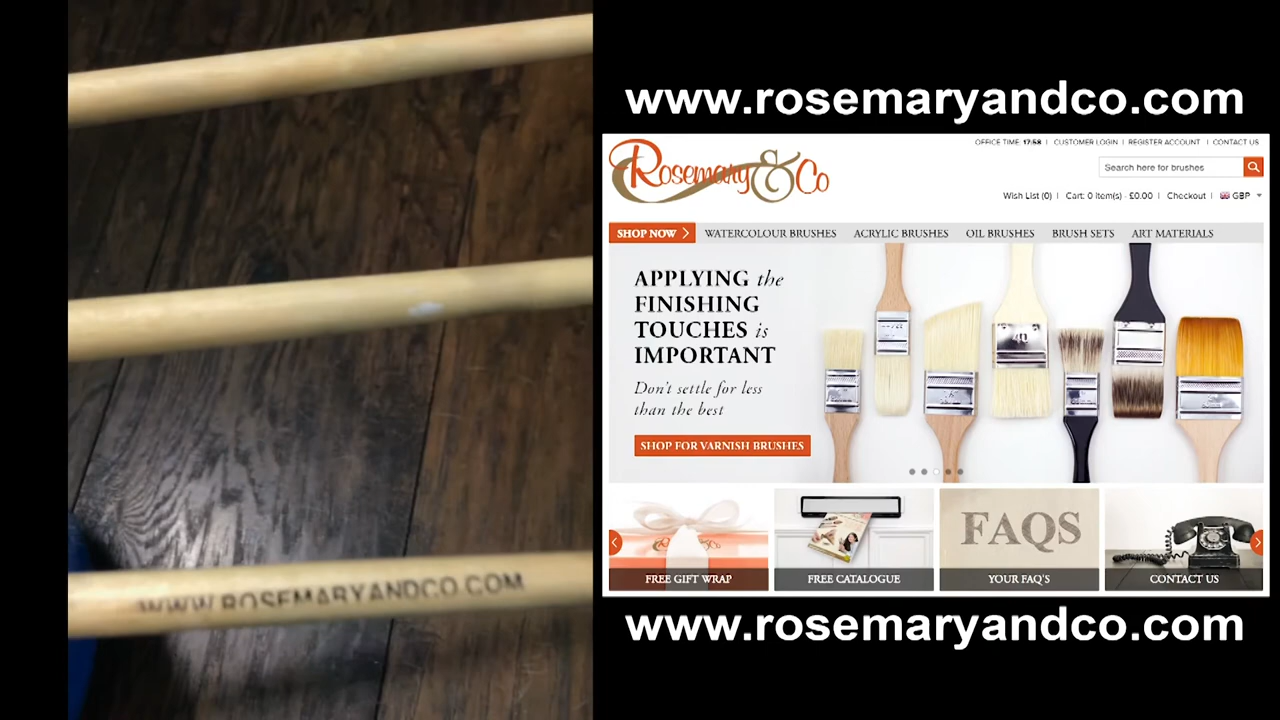 WWW.ROSEMARYANDCO.COM
www.rosemaryandco.com
Rosemary & Co
OFFICE TIME 17:58 | CUSTOMER LOGIN | REGISTER ACCOUNT | CONTACT US
Search here for brushes
Wish List (0) | Cart: 0 item(s) - £0.00 | Checkout | GBP
SHOP NOW WATERCOLOUR BRUSHES ACRYLIC BRUSHES OIL BRUSHES BRUSH SETS ART MATERIALS
APPLYING the
FINISHING
TOUCHES is
IMPORTANT
Don't settle for less
than the best
SHOP FOR VARNISH BRUSHES
40
FAQS
FREE GIFT WRAP
FREE CATALOGUE
YOUR FAQ'S
CONTACT US
www.rosemaryandco.com